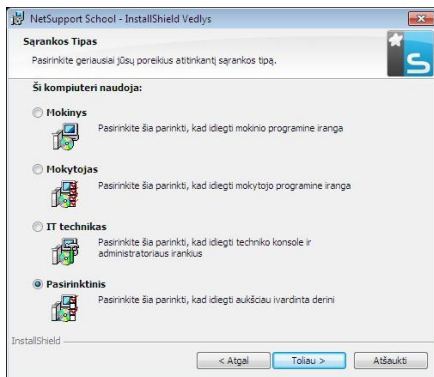 NetSupport School - InstallShield Vedlys
Sąrankos Tipas
Pasirinkite geriausiai jūsų poreikius atitinkantį sąrankos tipą.
Ši kompiuteri naudoja:
Mokinys
Pasirinkite šia parinkti, kad idiegti mokinio programine iranga
Mokytojas
Pasirinkite šia parinkti, kad idiegti mokytojo programine iranga
IT technikas
Pasirinkite šia parinkti, kad idiegti techniko konsole ir
administratoriaus irankius
Pasirinktinis
Pasirinkite šia parinkti, kad idiegti aukščiau ivardinta derini
InstallShield
< Atgal
Toliau >
Atšaukti